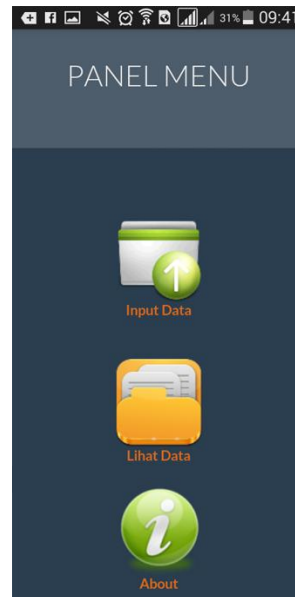 31% 09:41
PANEL MENU
Input Data
Lihat Data
About